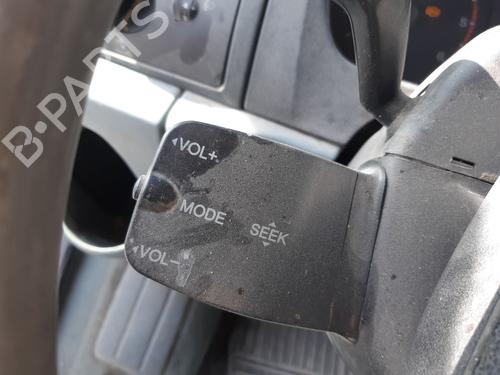 B-PARTS
VOL+
MODE
SEEK
VOL-